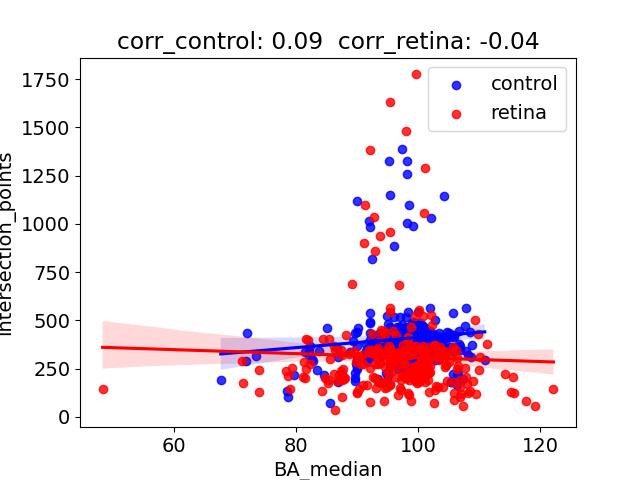 corr_control: 0.09 corr_retina: -0.04
control
retina
1750
1500
1250
1000
750
500
250
0
intersection_points
60
80
100
120
BA_median